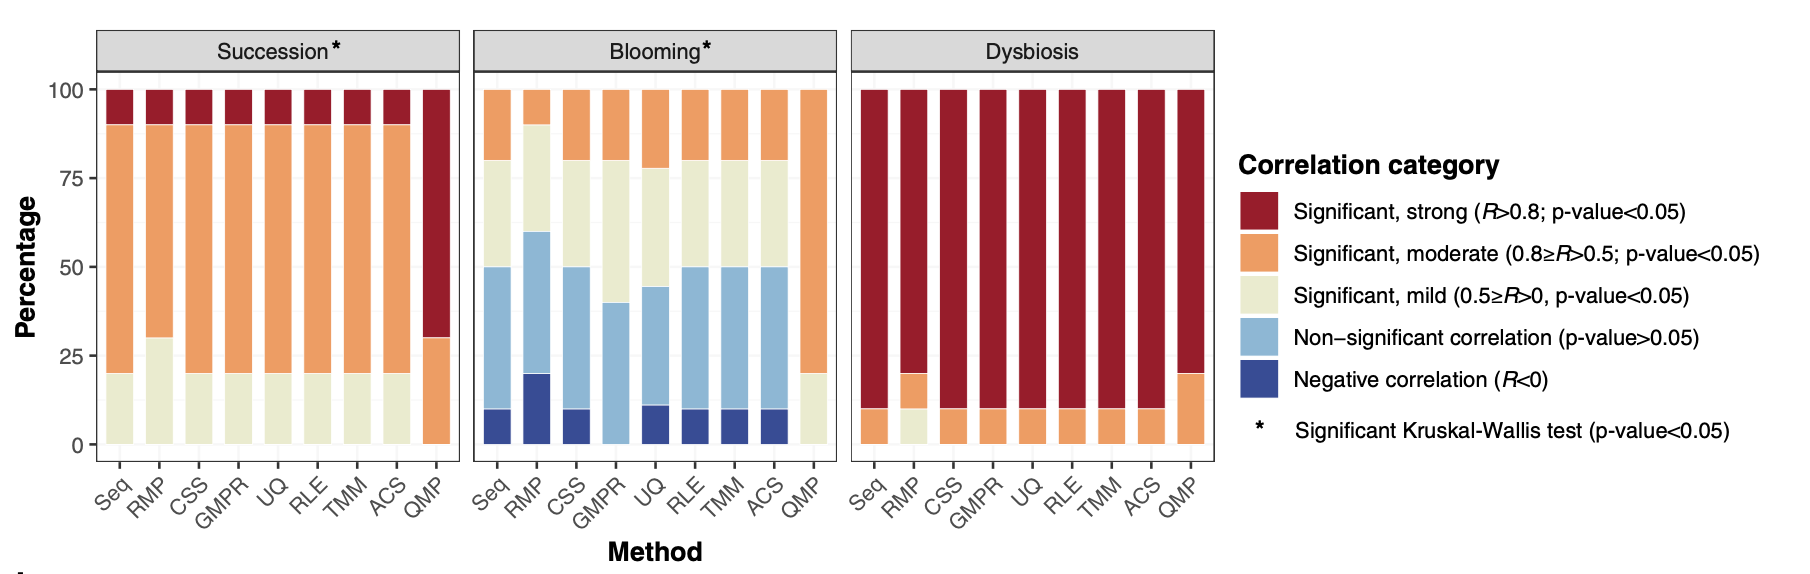 Succession*
Blooming*
Dysbiosis
Percentage
100
75
50
25
0
Seq
RMP
CSS
GMPR
UQ
RLE
TMM
ACS
QMP
Seq
RMP
CSS
GMPR
UQ
RLE
TMM
ACS
QMP
Seq
RMP
CSS
GMPR
UQ
RLE
TMM
ACS
QMP
Method
Correlation category
Significant, strong (R>0.8; p-value<0.05)
Significant, moderate (0.8≥R>0.5; p-value<0.05)
Significant, mild (0.5≥R>0, p-value<0.05)
Non−significant correlation (p-value>0.05)
Negative correlation (R<0)
* Significant Kruskal-Wallis test (p-value<0.05)